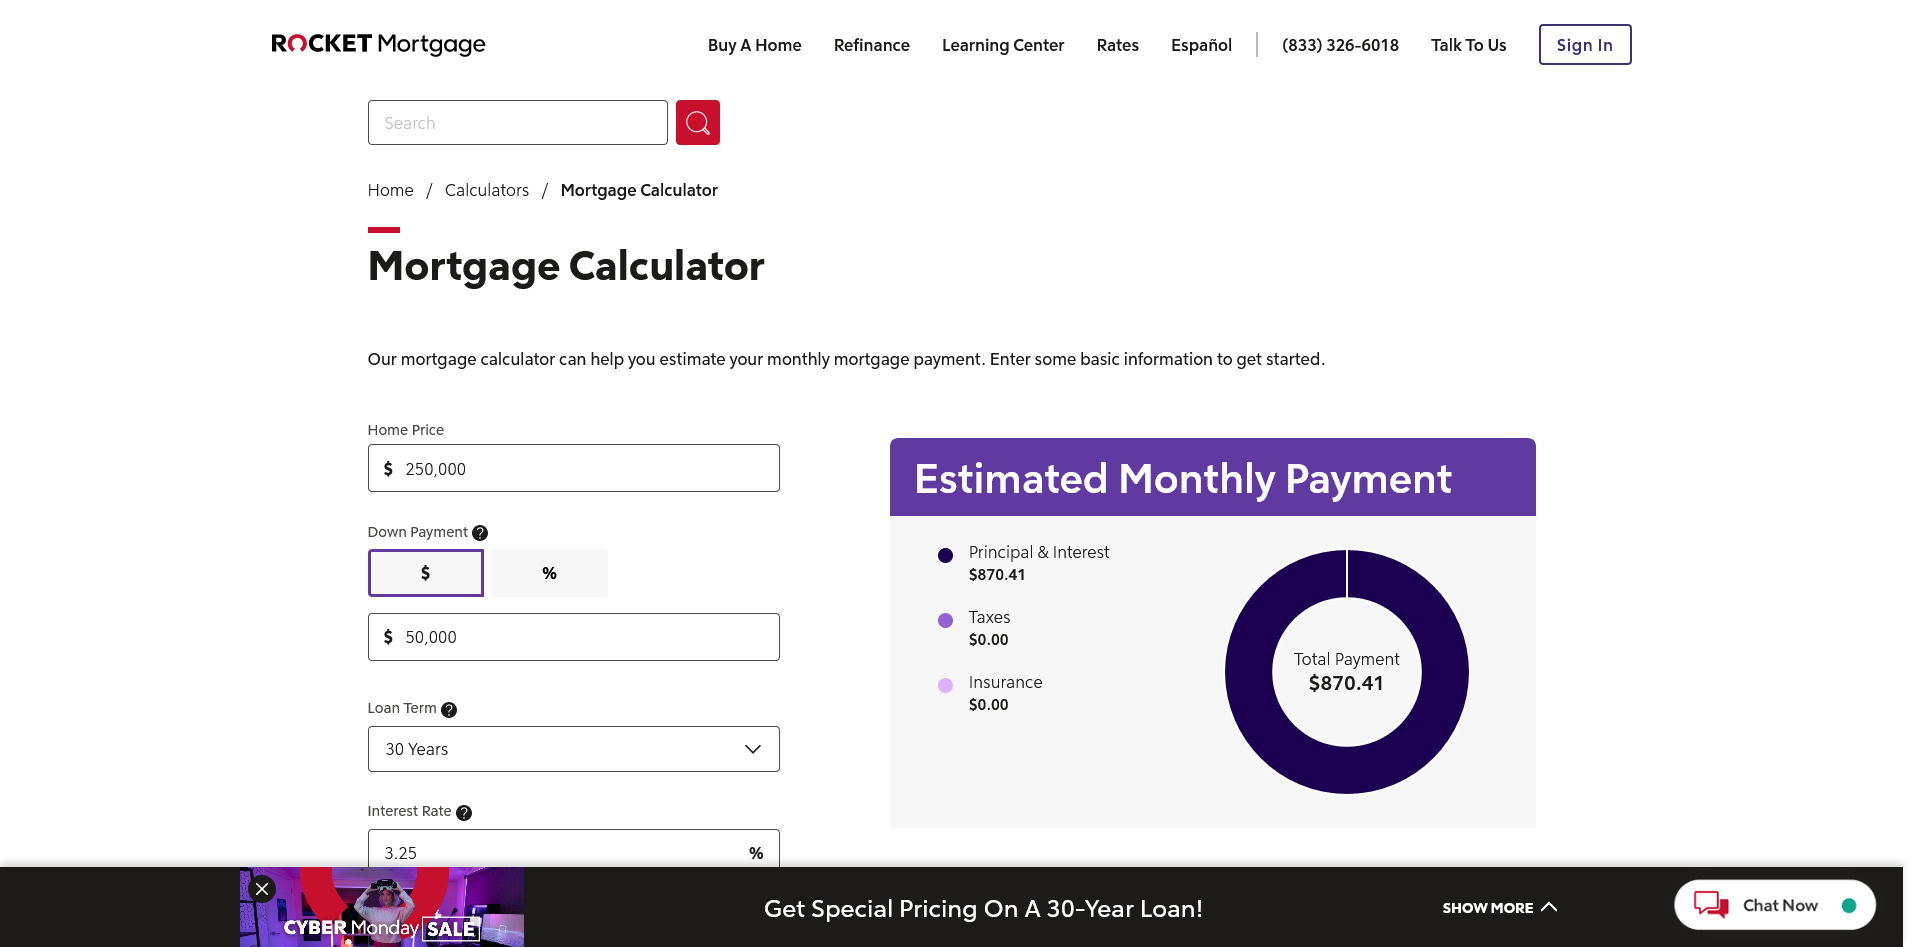 ROCKET Mortgage
Buy A Home
Refinance
Learning Center
Rates
Español
(833) 326-6018
Talk To Us
Sign In
Search
Home / Calculators / Mortgage Calculator
Mortgage Calculator
Our mortgage calculator can help you estimate your monthly mortgage payment. Enter some basic information to get started.
Home Price
$ 250,000
Down Payment ?
$
%
$ 50,000
Loan Term ?
30 Years
Interest Rate ?
3.25 %
Estimated Monthly Payment
Principal & Interest
$870.41
Taxes
$0.00
Insurance
$0.00
Total Payment
$870.41
CYBER Monday SALE
Get Special Pricing On A 30-Year Loan!
SHOW MORE
Chat Now